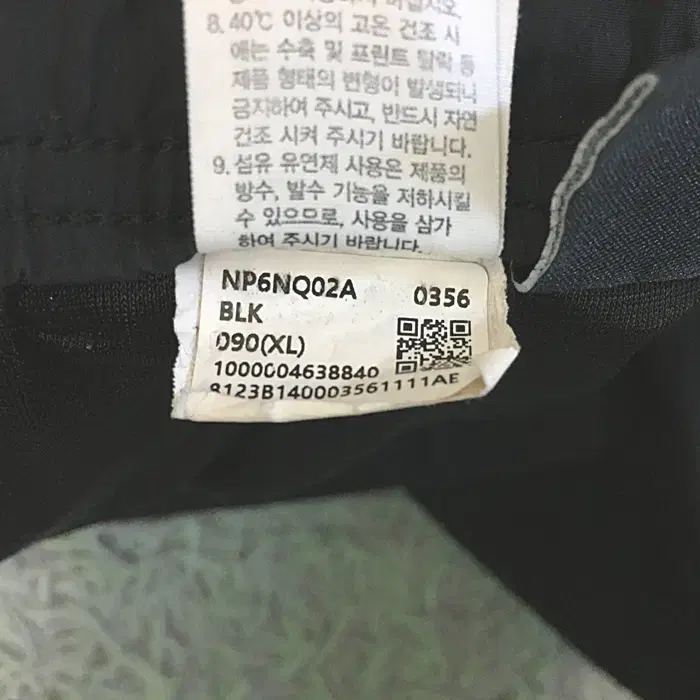 8. 40℃ 이상의 고온 건조 시
에는 수축 및 프린트 탈락 등
제품 형태의 변형이 발생되니
금지하여 주시고, 반드시 자연
건조 시켜 주시기 바랍니다.
9. 섬유 유연제 사용은 제품의
방수, 발수 기능을 저하시킬
수 있으므로, 사용을 삼가
하여 주시기 바랍니다.
NP6NQ02A 0356
BLK
090(XL)
1000004638840
8123B140003561111AE